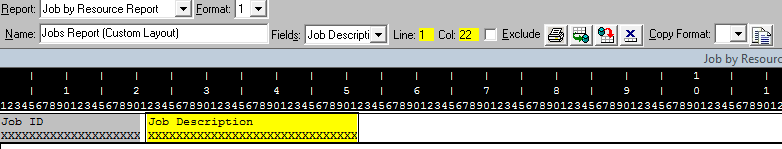 Report: Job by Resource Report Format: 1
Name: Jobs Report (Custom Layout) Fields: Job Descripti Line: 1 Col: 22 Exclude Copy Format:
Job by Resourc
1 1
1 2 3 4 5 6 7 8 9 0 1
1234567890123456789012345678901234567890123456789012345678901234567890123456789012345678901234567890123456789012
Job ID Job Description
XXXXXXXXXXXXXXXXXXXX XXXXXXXXXXXXXXXXXXXXXXXXXXXXXX